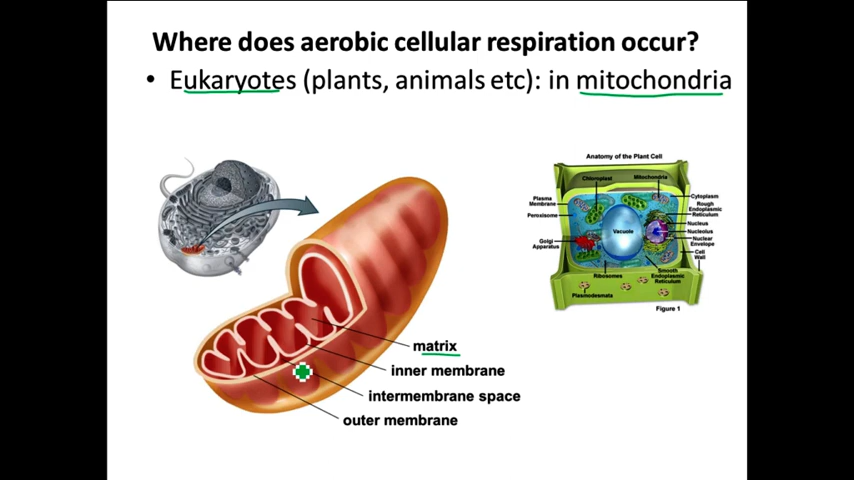 Where does aerobic cellular respiration occur?
• Eukaryotes (plants, animals etc): in mitochondria
matrix
inner membrane
intermembrane space
outer membrane
Anatomy of the Plant Cell
Chloroplast
Mitochondria
Plasma
Membrane
Peroxisome
Golgi
Apparatus
Vacuole
Ribosomes
Plasmodesmata
Cytoplasm
Rough
Endoplasmic
Reticulum
Nucleus
Nucleolus
Nuclear
Envelope
Cell
Wall
Smooth
Endoplasmic
Reticulum
Figure 1